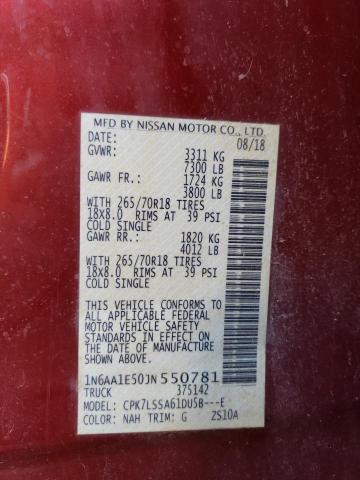 MFD BY NISSAN MOTOR CO., LTD.
DATE: 08/18
GVWR: 3311 KG
7300 LB
GAWR FR.: 1724 KG
3800 LB
WITH 265/70R18 TIRES
18X8.0 RIMS AT 39 PSI
COLD SINGLE
GAWR RR.: 1820 KG
4012 LB
WITH 265/70R18 TIRES
18X8.0 RIMS AT 39 PSI
COLD SINGLE
THIS VEHICLE CONFORMS TO
ALL APPLICABLE FEDERAL
MOTOR VEHICLE SAFETY
STANDARDS IN EFFECT ON
THE DATE OF MANUFACTURE
SHOWN ABOVE.
1N6AA1E50JN550781
TRUCK 375142
MODEL: CPK7LSSA61DU5B---E
COLOR: NAH TRIM: G ZS10A